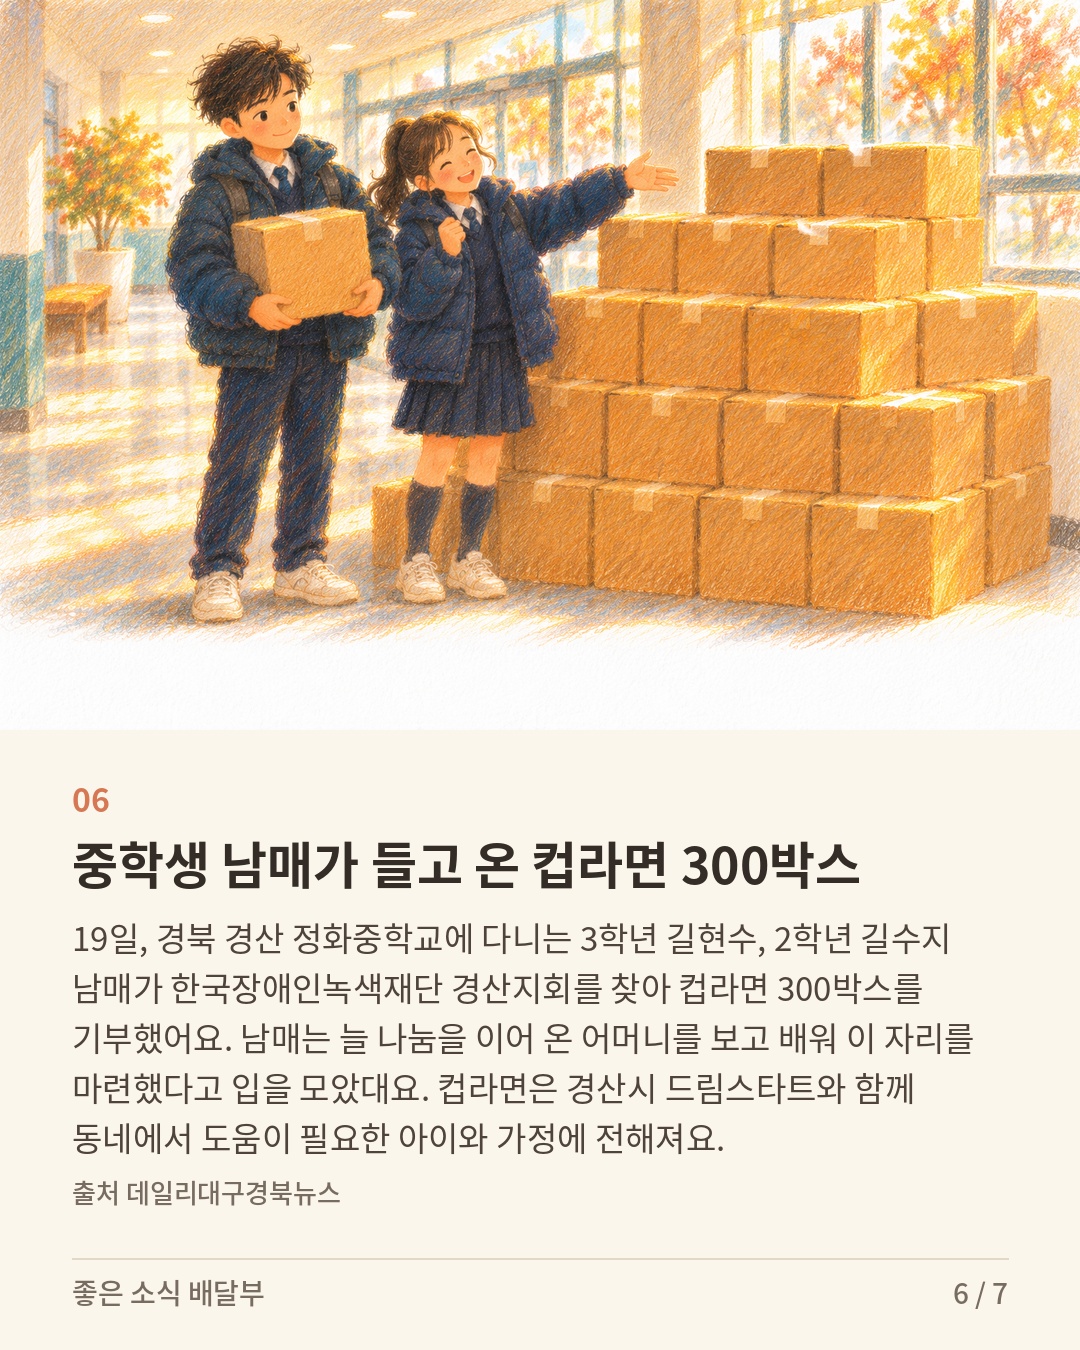 06
중학생 남매가 들고 온 컵라면 300박스
19일, 경북 경산 정화중학교에 다니는 3학년 길현수, 2학년 길수지
남매가 한국장애인녹색재단 경산지회를 찾아 컵라면 300박스를
기부했어요. 남매는 늘 나눔을 이어 온 어머니를 보고 배워 이 자리를
마련했다고 입을 모았대요. 컵라면은 경산시 드림스타트와 함께
동네에서 도움이 필요한 아이와 가정에 전해져요.
출처 데일리대구경북뉴스
좋은 소식 배달부
6 / 7